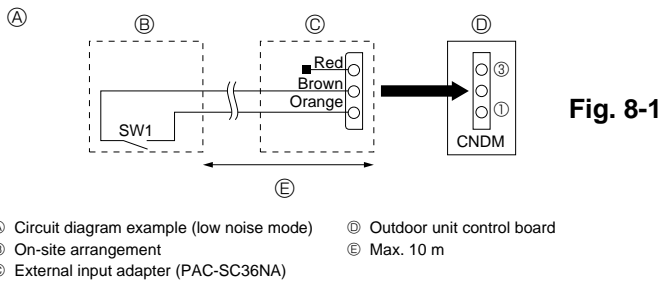 Ⓐ Ⓑ Ⓒ Ⓓ
Red
Brown
Orange
SW1
③
①
CNDM
Ⓔ
Fig. 8-1
Circuit diagram example (low noise mode)
On-site arrangement
External input adapter (PAC-SC36NA)
Ⓓ Outdoor unit control board
Ⓔ Max. 10 m